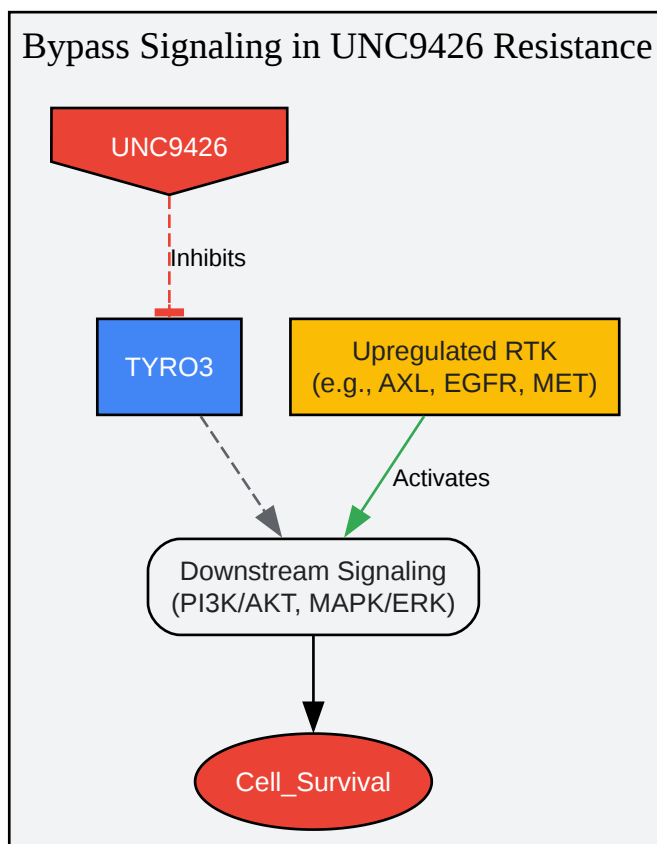 Bypass Signaling in UNC9426 Resistance
UNC9426
Inhibits
TYRO3
Upregulated RTK
(e.g., AXL, EGFR, MET)
Activates
Downstream Signaling
(PI3K/AKT, MAPK/ERK)
Cell_Survival